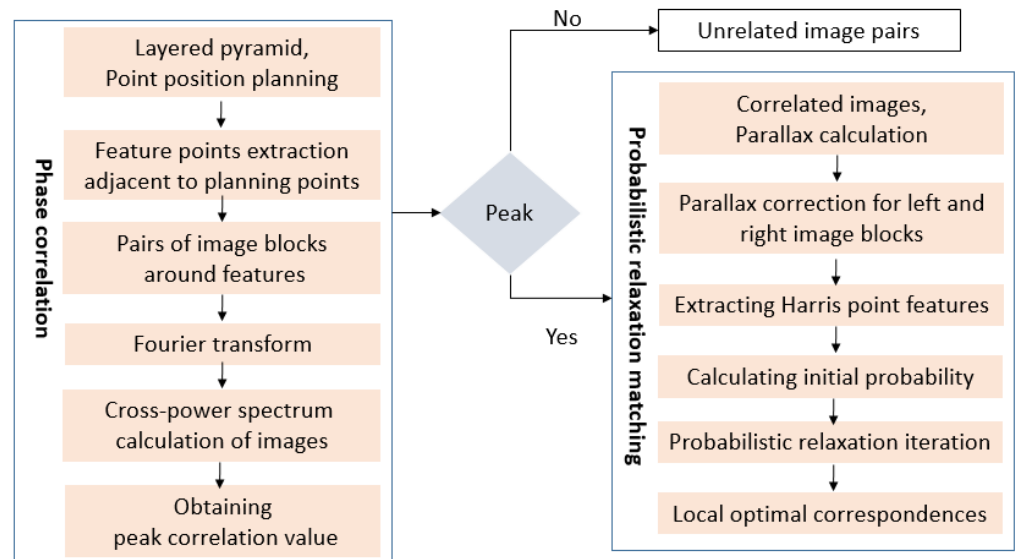 Phase correlation
Layered pyramid,
Point position planning
Feature points extraction
adjacent to planning points
Pairs of image blocks
around features
Fourier transform
Cross-power spectrum
calculation of images
Obtaining
peak correlation value
Peak
No
Unrelated image pairs
Yes
Probabilistic relaxation matching
Correlated images,
Parallax calculation
Parallax correction for left and
right image blocks
Extracting Harris point features
Calculating initial probability
Probabilistic relaxation iteration
Local optimal correspondences